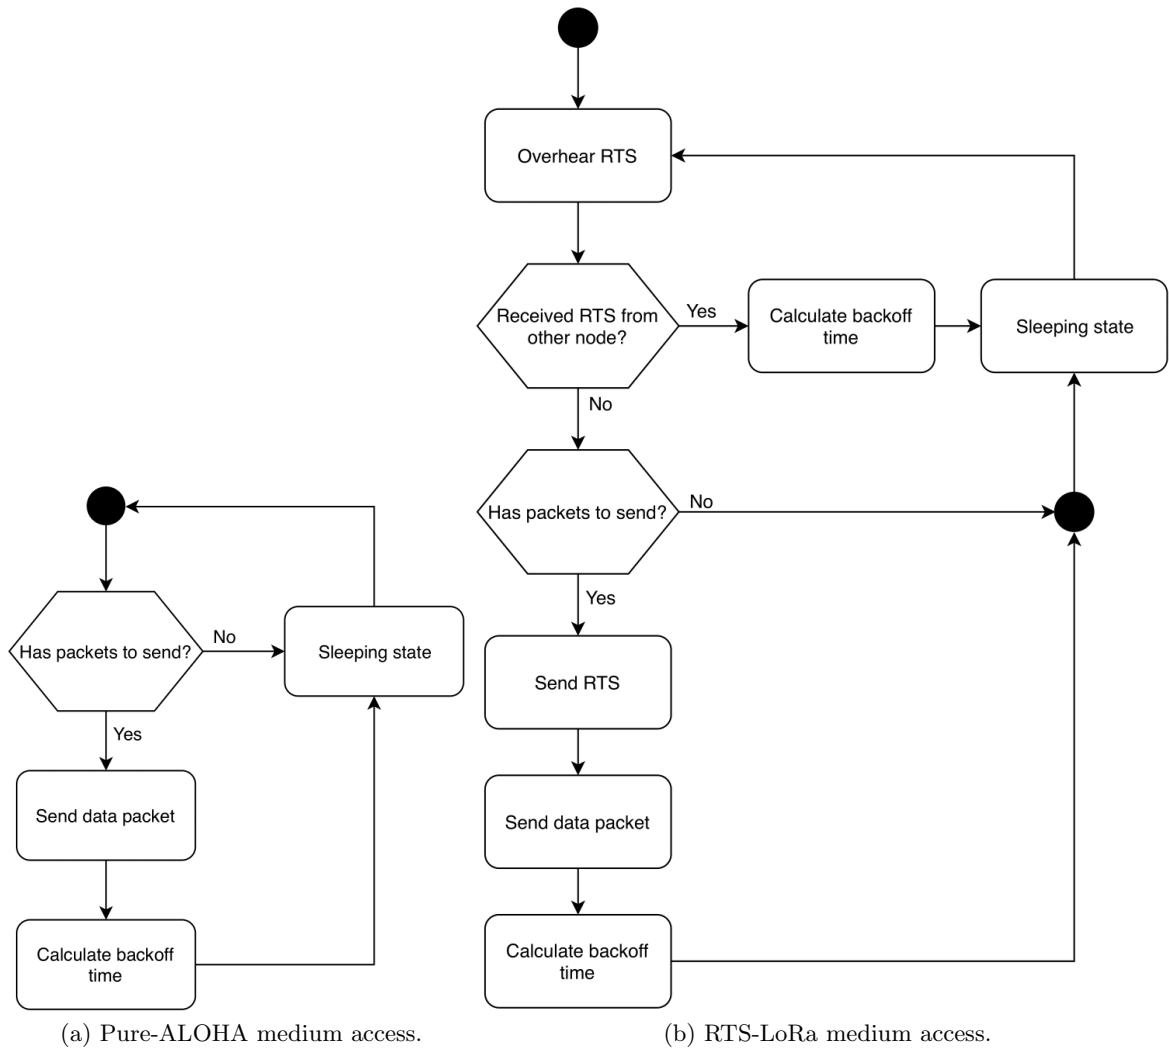 Overhear RTS
Received RTS from
other node?
Yes
Calculate backoff
time
Sleeping state
No
Has packets to send?
No
Yes
Send RTS
Send data packet
Calculate backoff
time
Has packets to send?
No
Sleeping state
Yes
Send data packet
Calculate backoff
time
(a) Pure-ALOHA medium access.
(b) RTS-LoRa medium access.